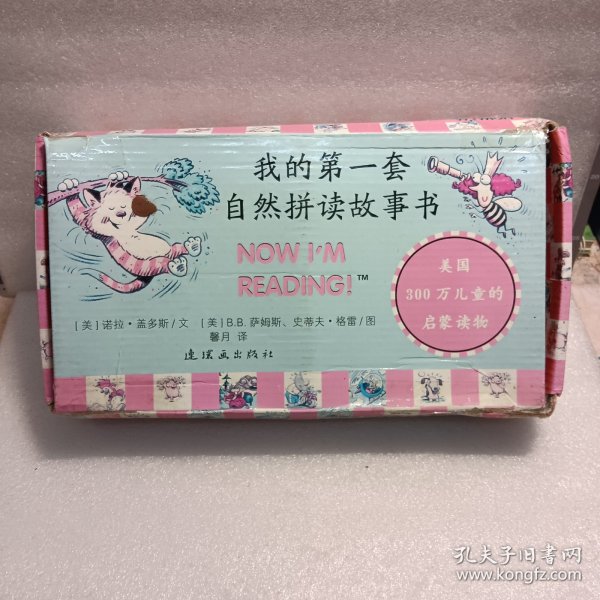 我的第一套
自然拼读故事书
NOW I'M
READING!™
[美]诺拉·盖多斯/文 [美]B.B.萨姆斯、史蒂夫·格雷/图
馨月 译
连环画出版社
美国
300万儿童的
启蒙读物
孔夫子旧书网
www.kongfz.com